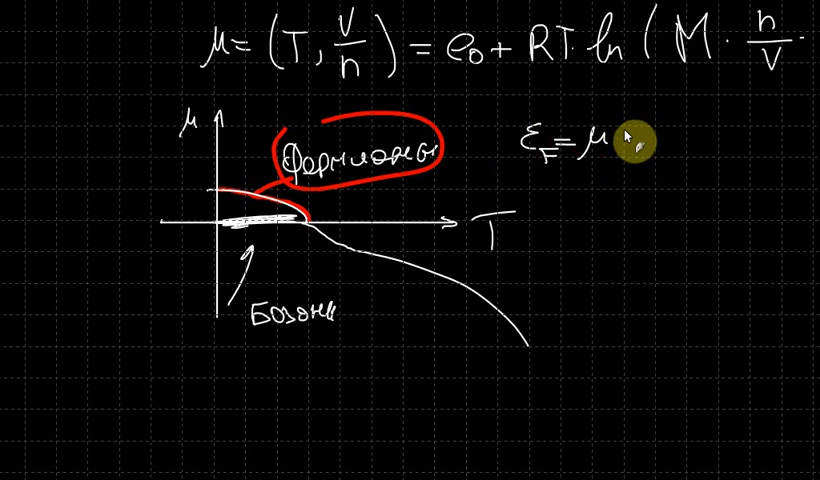 μ = (T, V/n) = e₀ + RT · ln ( M · n/V ·
μ
Фермионы
ε_F = μ
T
Бозоны